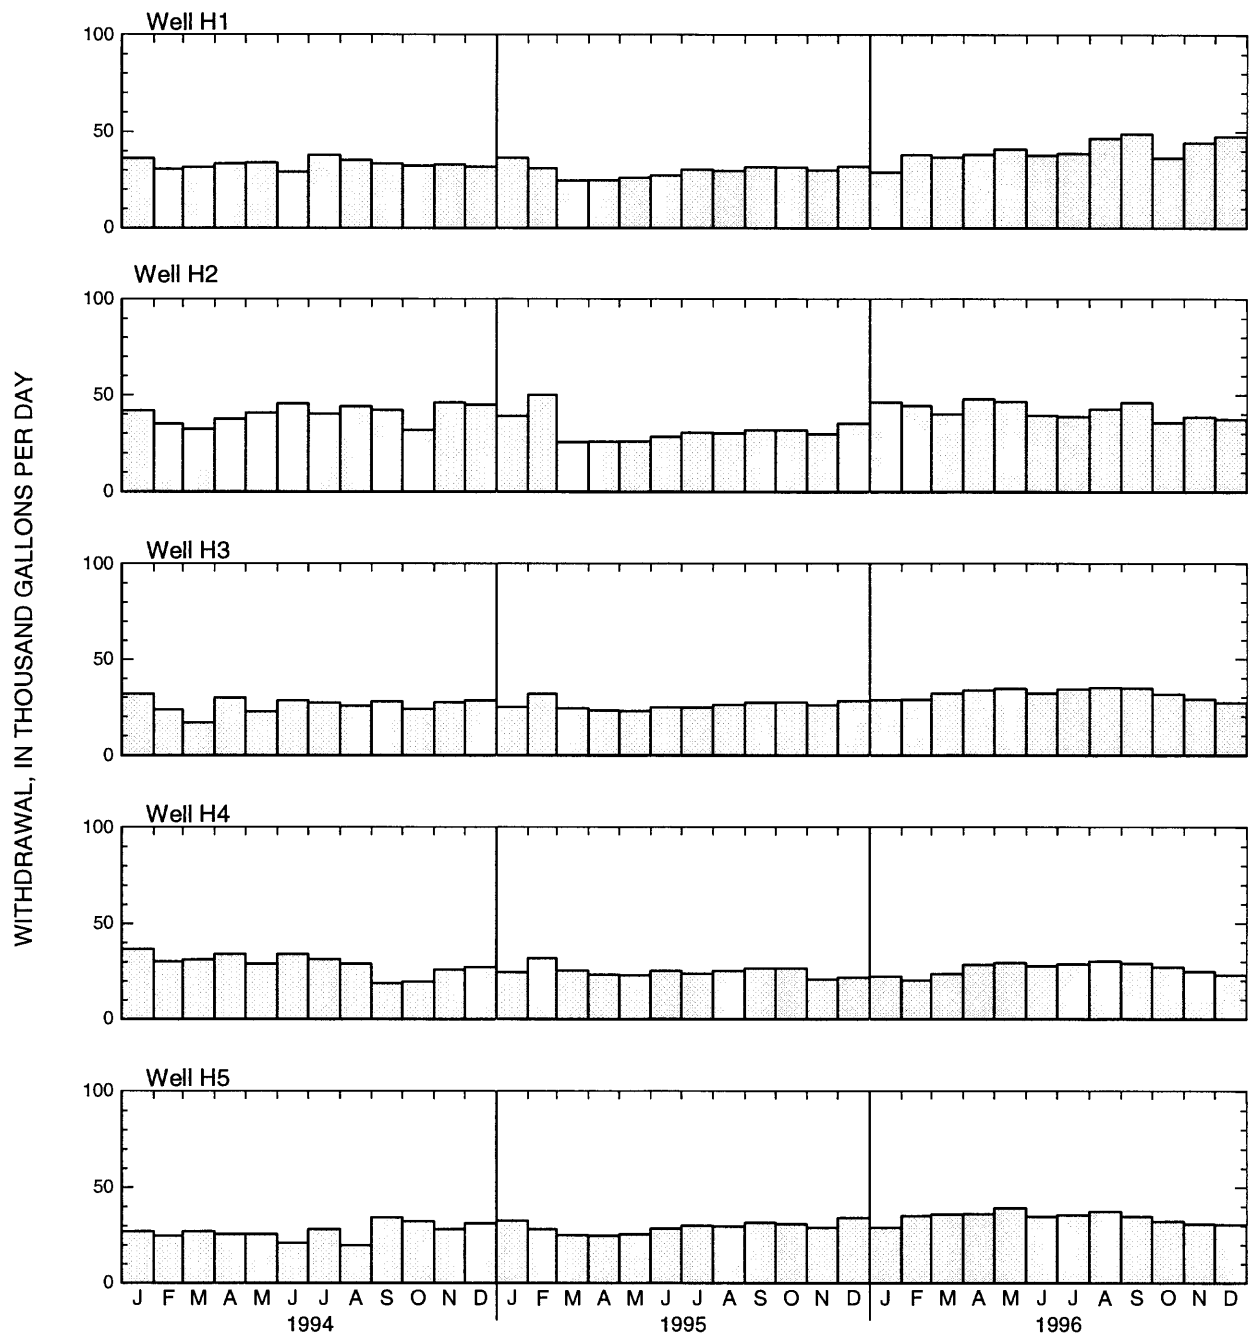 Well H1
100
50
0
Well H2
100
50
0
Well H3
100
50
0
Well H4
100
50
0
Well H5
100
50
0
J F M A M J J A S O N D J F M A M J J A S O N D J F M A M J J A S O N D
1994 1995 1996
WITHDRAWAL, IN THOUSAND GALLONS PER DAY